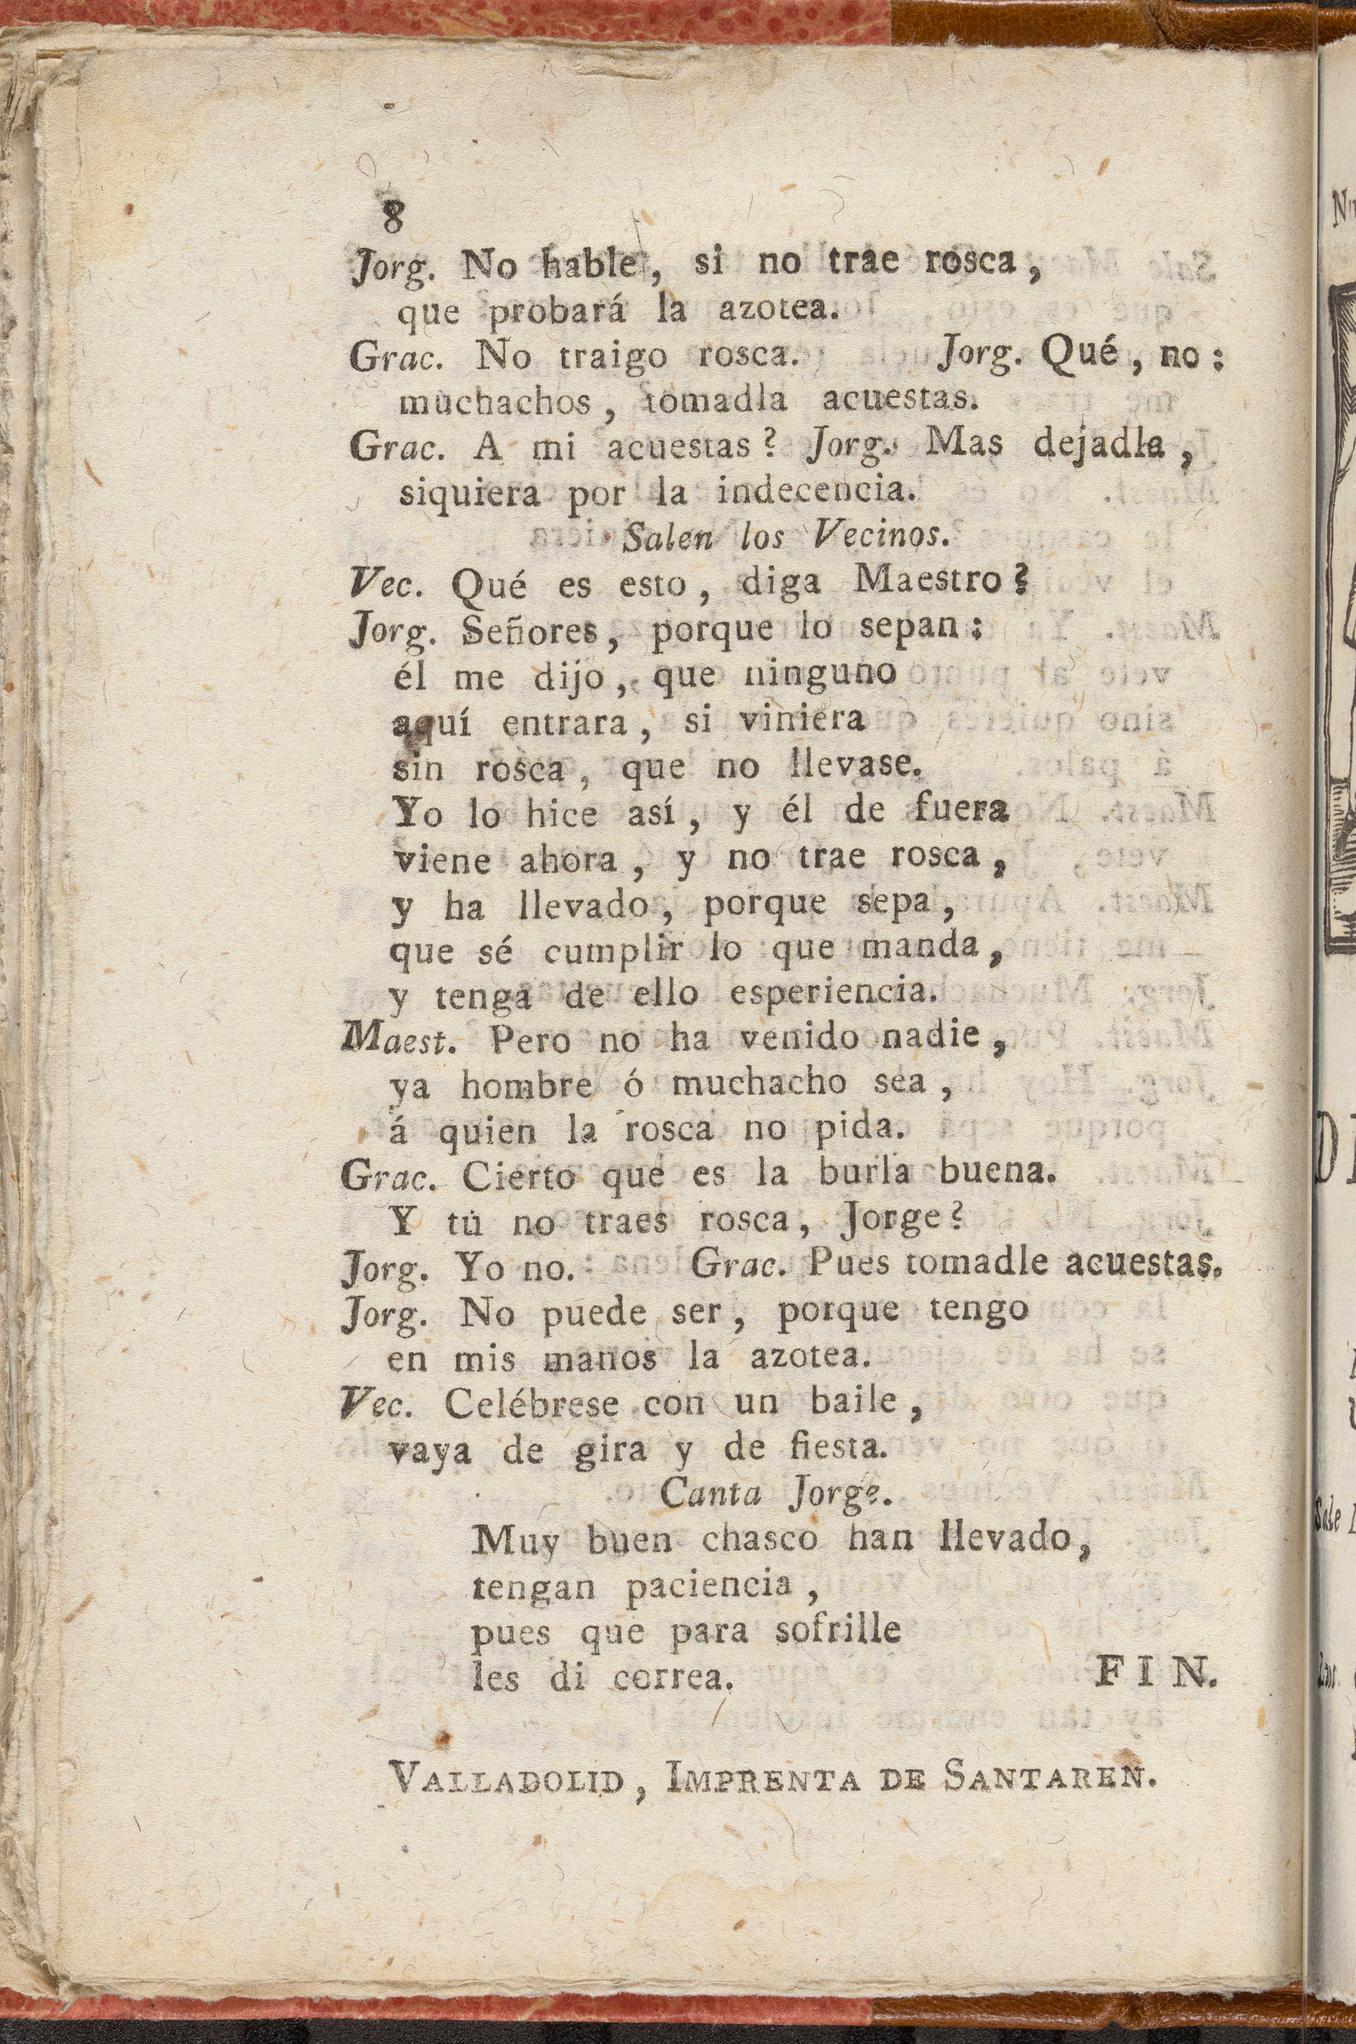 8
Jorg. No hable, si no trae rosca,
que probará la azotea.
Grac. No traigo rosca. Jorg. Qué, no:
muchachos, tomadla acuestas.
Grac. A mi acuestas? Jorg. Mas dejadla,
siquiera por la indecencia.
Salen los Vecinos.
Vec. Qué es esto, diga Maestro?
Jorg. Señores, porque lo sepan:
él me dijo, que ninguno
aquí entrara, si viniera
sin rosca, que no llevase.
Yo lo hice así, y él de fuera
viene ahora, y no trae rosca,
y ha llevado, porque sepa,
que sé cumplir lo que manda,
y tenga de ello esperiencia.
Maest. Pero no ha venido nadie,
ya hombre ó muchacho sea,
á quien la rosca no pida.
Grac. Cierto que es la burla buena.
Y tú no traes rosca, Jorge?
Jorg. Yo no. Grac. Pues tomadle acuestas.
Jorg. No puede ser, porque tengo
en mis manos la azotea.
Vec. Celébrese con un baile,
vaya de gira y de fiesta.
Canta Jorge.
Muy buen chasco han llevado,
tengan paciencia,
pues que para sofrille
les di correa. FIN.
VALLADOLID, IMPRENTA DE SANTAREN.